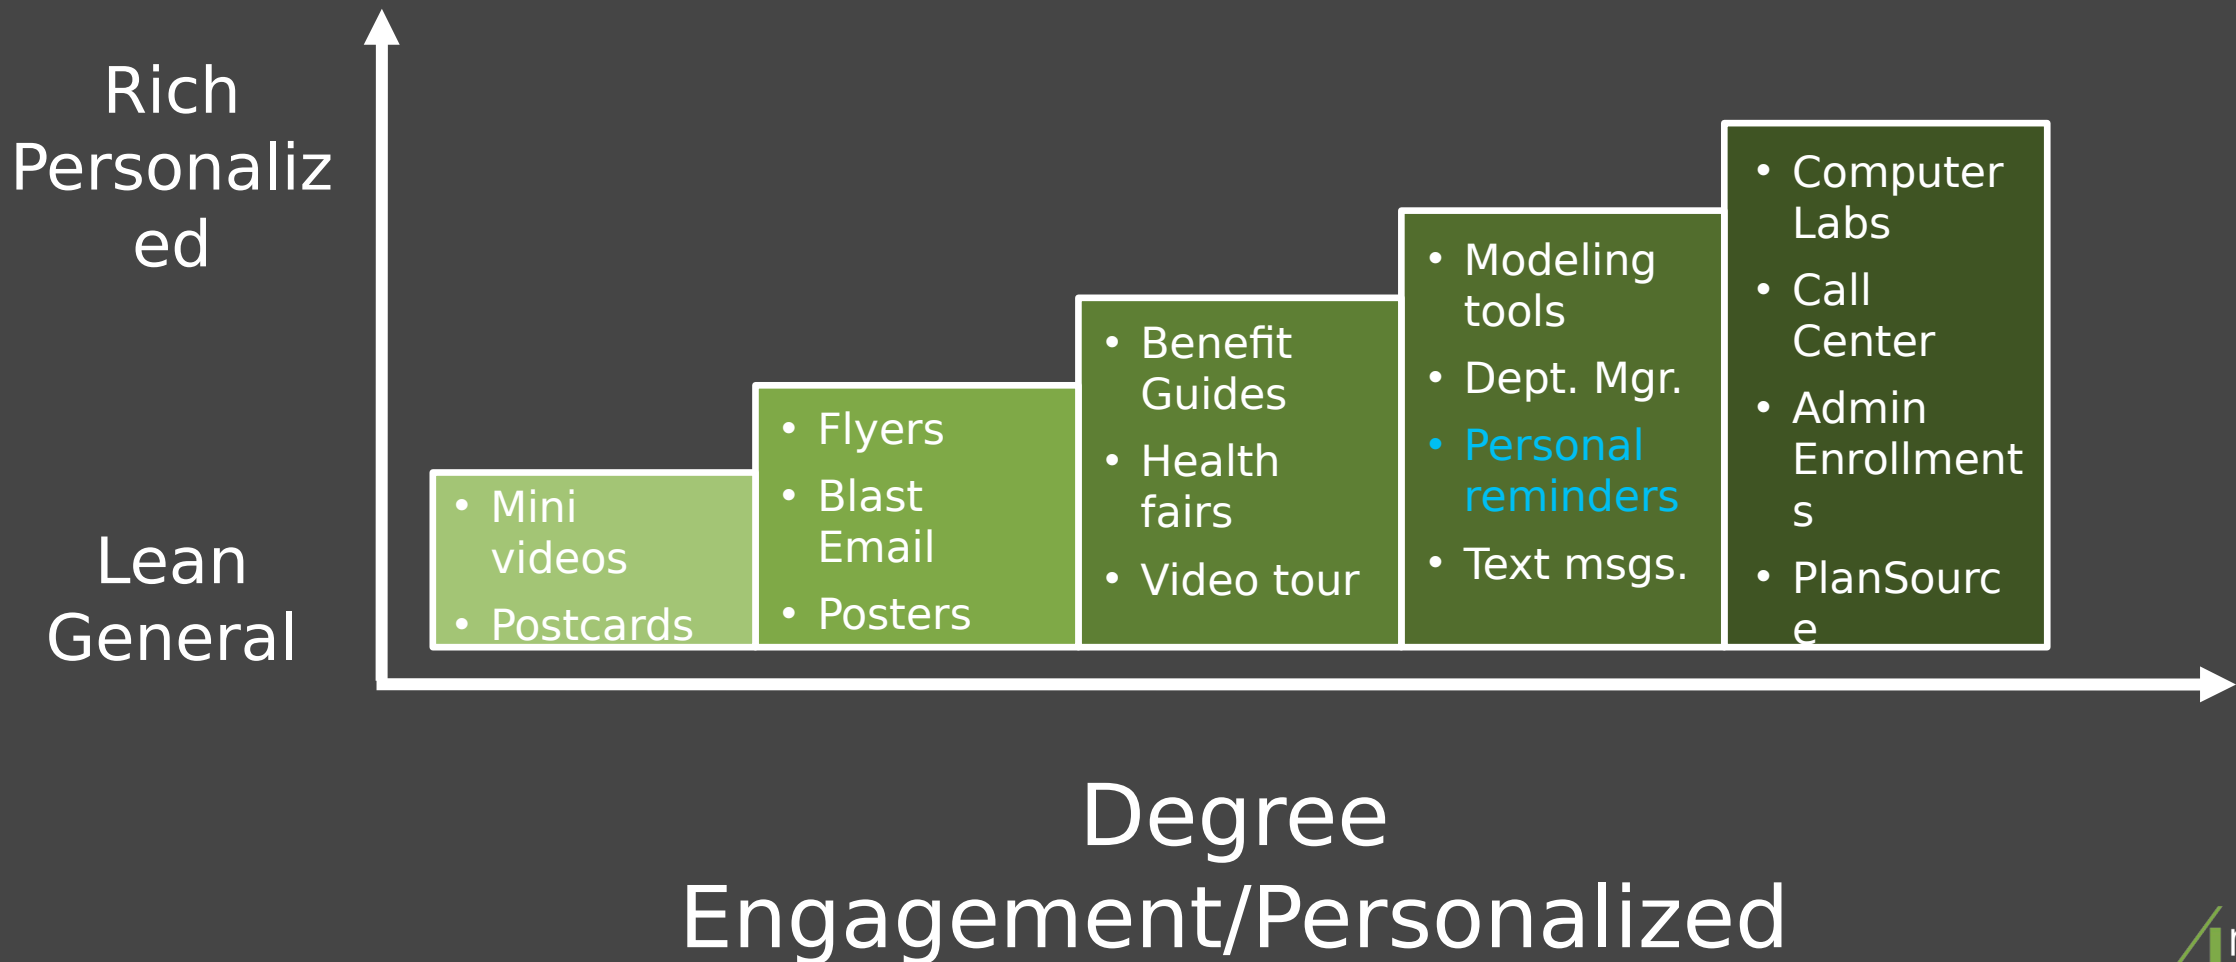 Rich
Personaliz
ed
Lean
General
• Mini
videos
• Postcards
• Flyers
• Blast
Email
• Posters
• Benefit
Guides
• Health
fairs
• Video tour
• Modeling
tools
• Dept. Mgr.
• Personal
reminders
• Text msgs.
• Computer
Labs
• Call
Center
• Admin
Enrollment
s
• PlanSourc
e
Degree
Engagement/Personalized